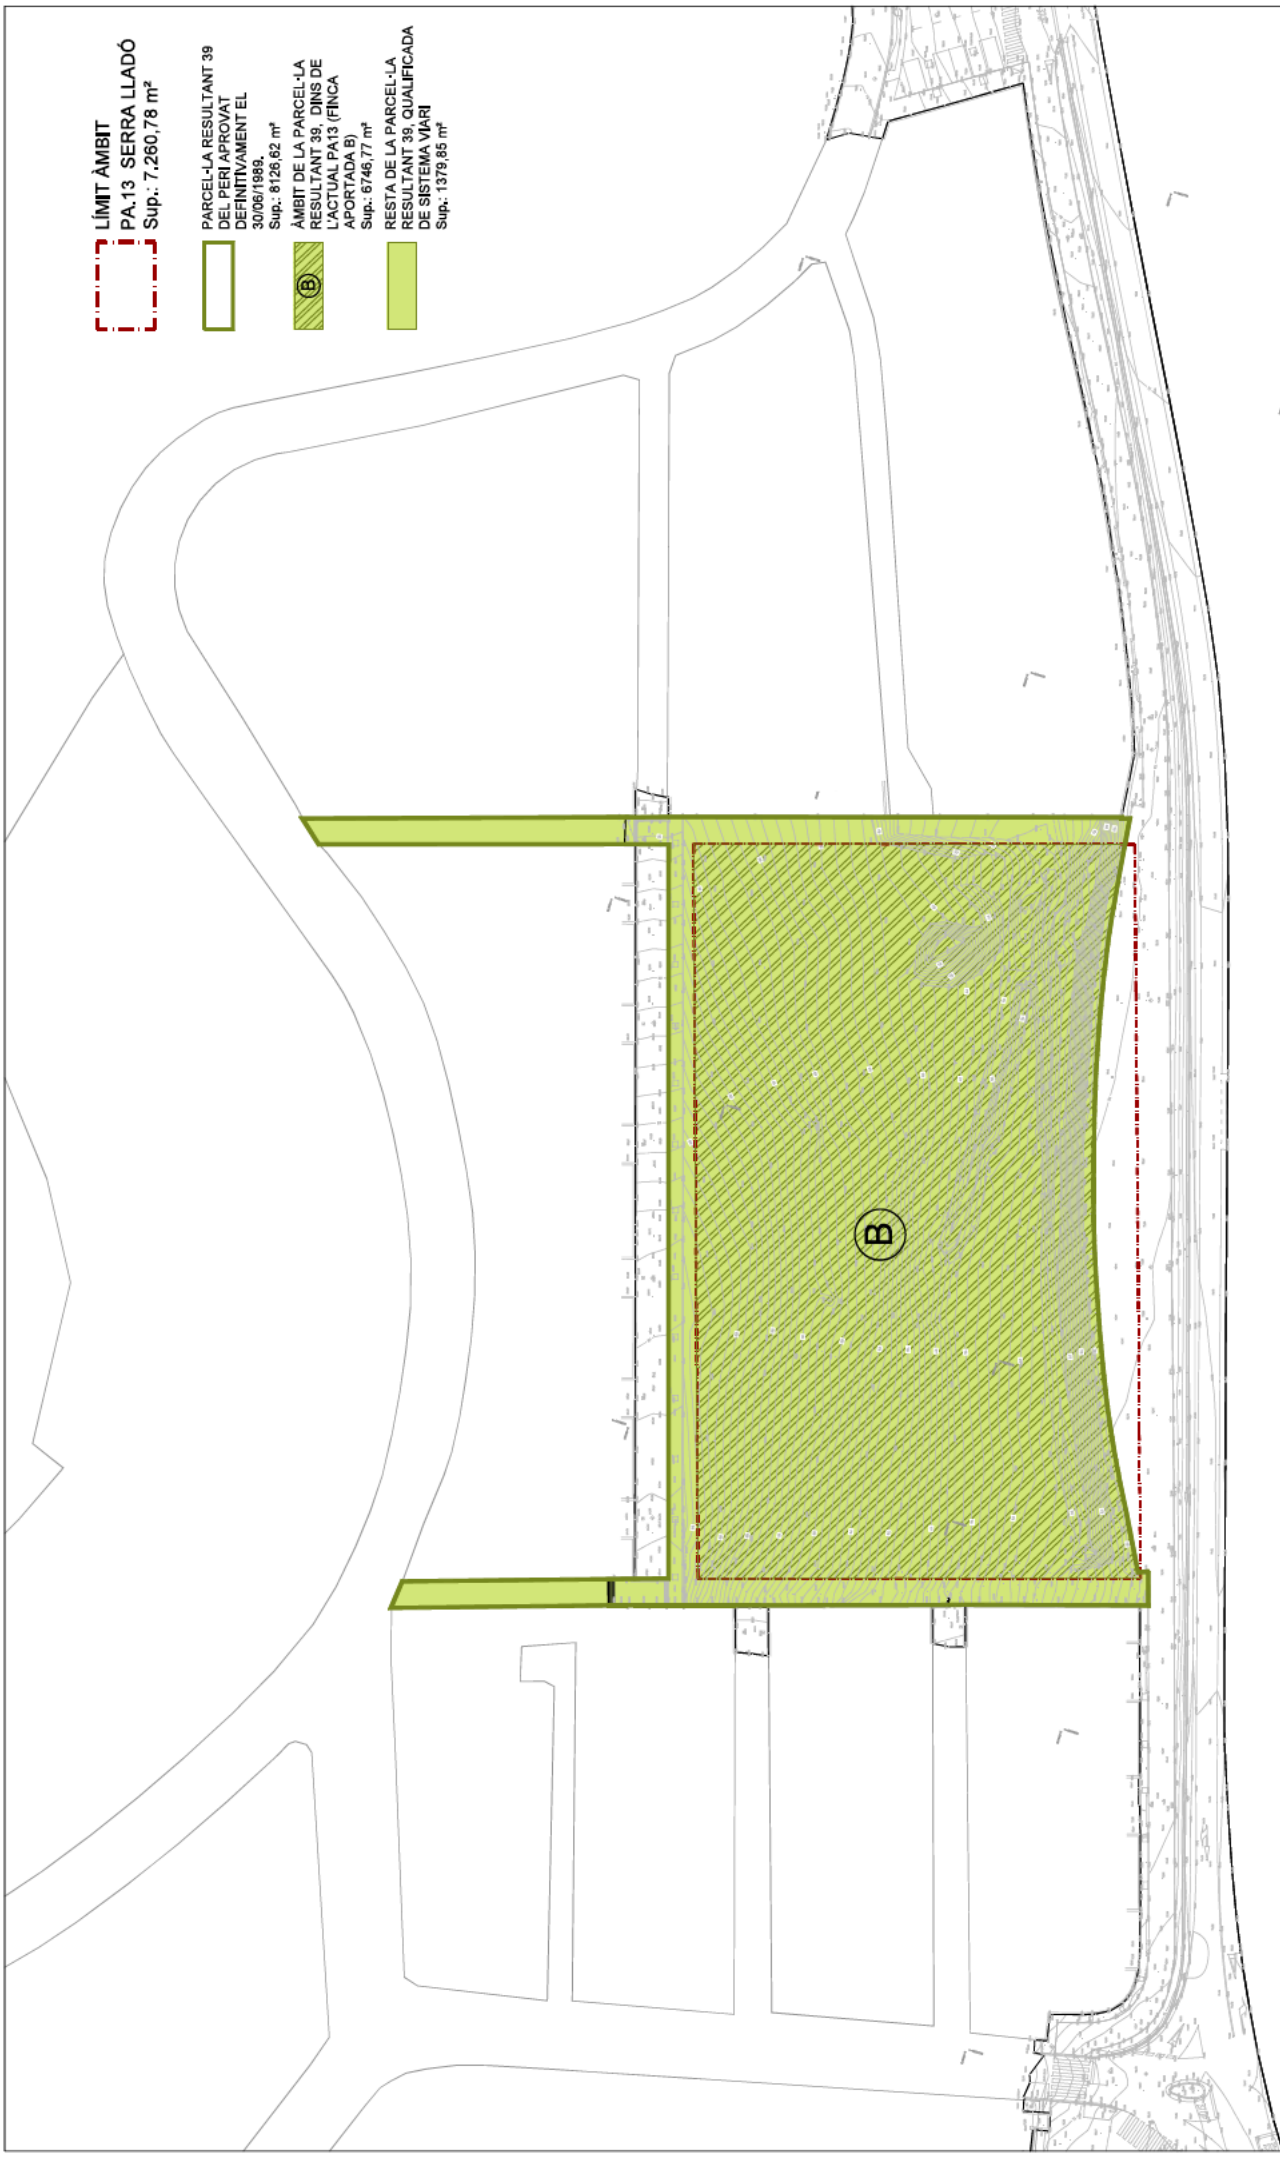 LÍMIT ÀMBIT
PA.13 SERRA LLADÓ
Sup.: 7.260,78 m²
PARCEL·LA RESULTANT 39
DEL PERI APROVAT
DEFINITIVAMENT EL
30/06/1989.
Sup.: 8126,62 m²
B
ÀMBIT DE LA PARCEL·LA
RESULTANT 39, DINS DE
L'ACTUAL PA13 (FINCA
APORTADA B)
Sup.: 6746,77 m²
RESTA DE LA PARCEL·LA
RESULTANT 39, QUALIFICADA
DE SISTEMA VIARI
Sup.: 1379,85 m²
B